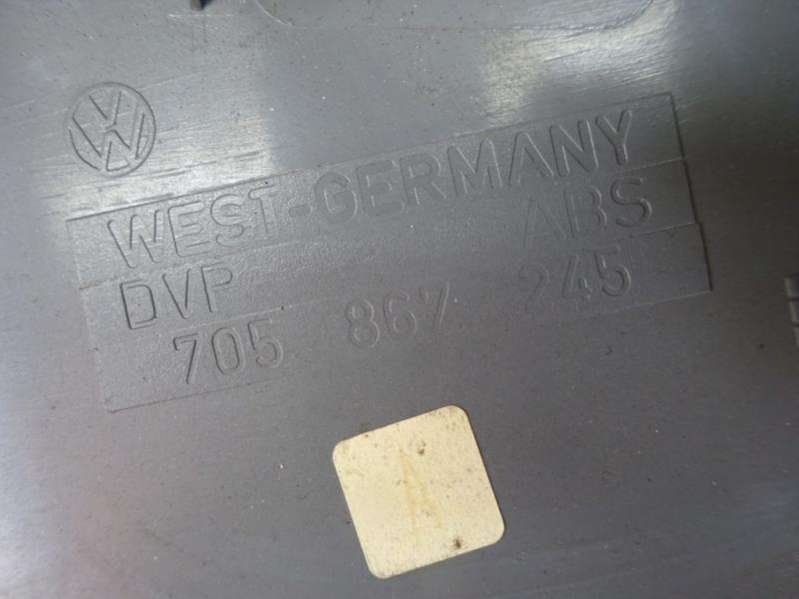 WEST-GERMANY
DVP ABS
705 867 245
A